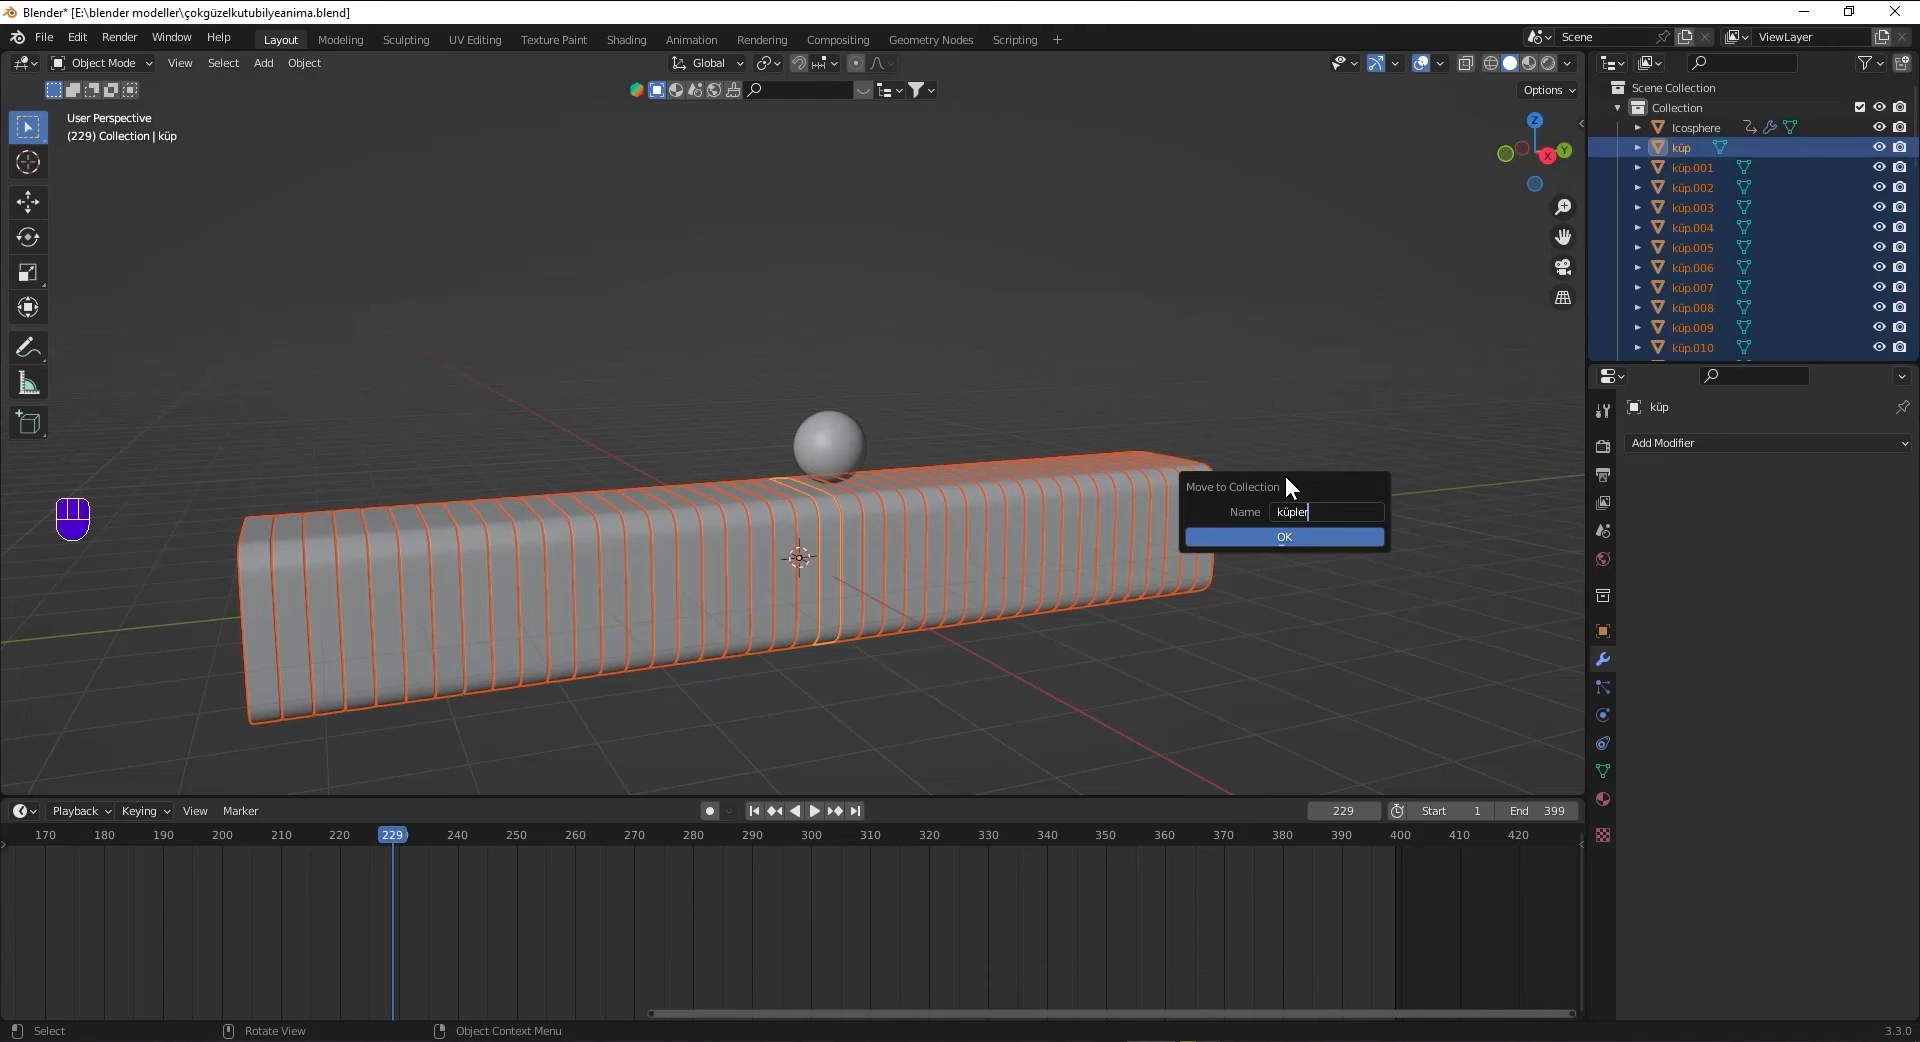 Blender* [E:\blender modeller\çokgüzelkutubilyeanima.blend]
File Edit Render Window Help Layout Modeling Sculpting UV Editing Texture Paint Shading Animation Rendering Compositing Geometry Nodes Scripting + Scene ViewLayer
Object Mode View Select Add Object Global
Options
User Perspective
(229) Collection | küp
Z
Y
X
Scene Collection
Collection
Icosphere
küp
küp.001
küp.002
küp.003
küp.004
küp.005
küp.006
küp.007
küp.008
küp.009
küp.010
küp
Add Modifier
Move to Collection
Name küpler
OK
Playback Keying View Marker 229 Start 1 End 399
170 180 190 200 210 220 229 240 250 260 270 280 290 300 310 320 330 340 350 360 370 380 390 400 410 420
Select Rotate View Object Context Menu 3.3.0